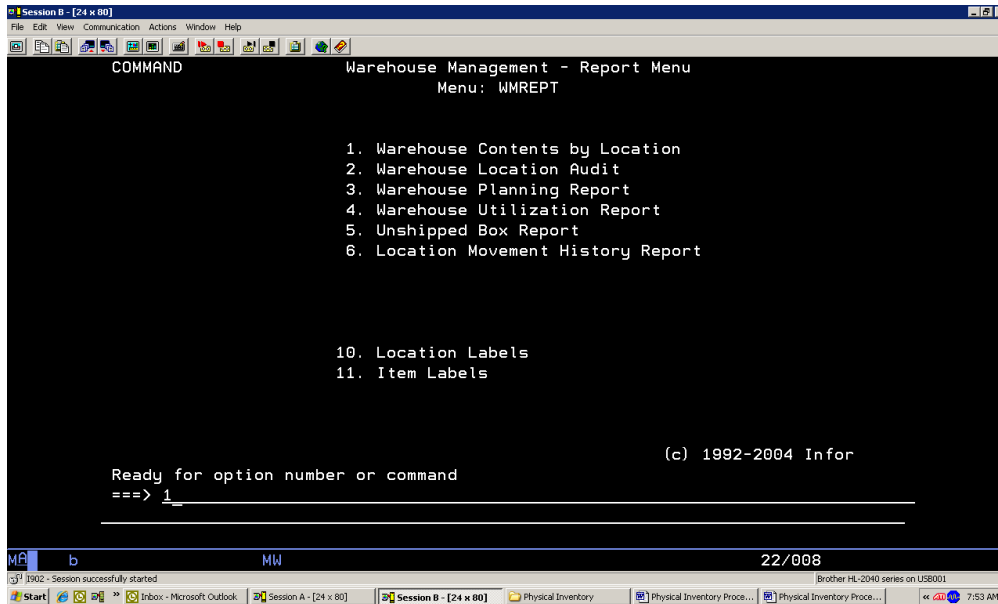 Session B - [24 x 80]
File Edit View Communication Actions Window Help
COMMAND Warehouse Management - Report Menu
Menu: WMREPT
1. Warehouse Contents by Location
2. Warehouse Location Audit
3. Warehouse Planning Report
4. Warehouse Utilization Report
5. Unshipped Box Report
6. Location Movement History Report
10. Location Labels
11. Item Labels
(c) 1992-2004 Infor
Ready for option number or command
===> 1
MA b MW 22/008
I902 - Session successfully started Brother HL-2040 series on USB001
Start » Inbox - Microsoft Outlook Session A - [24 x 80] Session B - [24 x 80] Physical Inventory Physical Inventory Proce... Physical Inventory Proce... « 7:53 AM